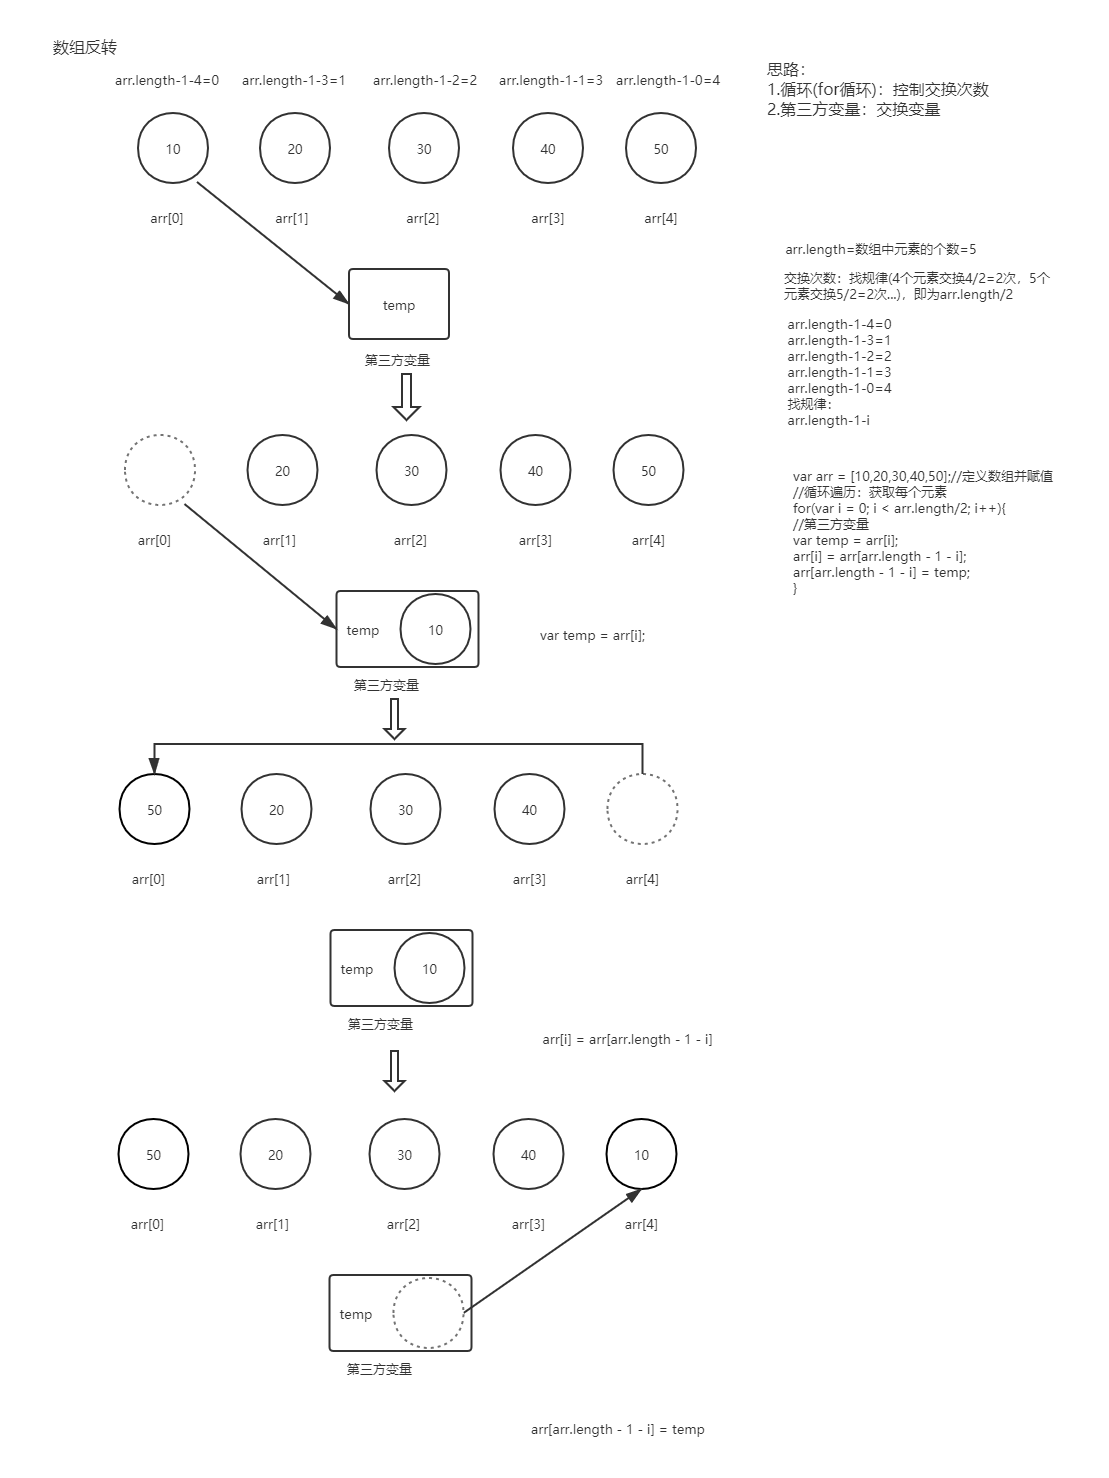 数组反转
arr.length-1-4=0
arr.length-1-3=1
arr.length-1-2=2
arr.length-1-1=3
arr.length-1-0=4
10
20
30
40
50
arr[0]
arr[1]
arr[2]
arr[3]
arr[4]
temp
第三方变量
20
30
40
50
arr[0]
arr[1]
arr[2]
arr[3]
arr[4]
temp
10
var temp = arr[i];
第三方变量
50
20
30
40
arr[0]
arr[1]
arr[2]
arr[3]
arr[4]
temp
10
第三方变量
arr[i] = arr[arr.length - 1 - i]
50
20
30
40
10
arr[0]
arr[1]
arr[2]
arr[3]
arr[4]
temp
第三方变量
arr[arr.length - 1 - i] = temp
思路：
1.循环(for循环)：控制交换次数
2.第三方变量：交换变量
arr.length=数组中元素的个数=5
交换次数：找规律(4个元素交换4/2=2次，5个
元素交换5/2=2次...)，即为arr.length/2
arr.length-1-4=0
arr.length-1-3=1
arr.length-1-2=2
arr.length-1-1=3
arr.length-1-0=4
找规律：
arr.length-1-i
var arr = [10,20,30,40,50];//定义数组并赋值
//循环遍历：获取每个元素
for(var i = 0; i < arr.length/2; i++){
//第三方变量
var temp = arr[i];
arr[i] = arr[arr.length - 1 - i];
arr[arr.length - 1 - i] = temp;
}